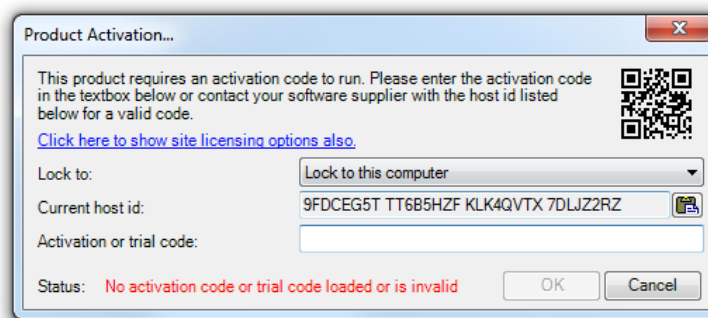 Product Activation...
This product requires an activation code to run. Please enter the activation code
in the textbox below or contact your software supplier with the host id listed
below for a valid code.
Click here to show site licensing options also.
Lock to: Lock to this computer
Current host id: 9FDCEG5T TT6B5HZF KLK4QVTX 7DLJZ2RZ
Activation or trial code:
Status: No activation code or trial code loaded or is invalid OK Cancel